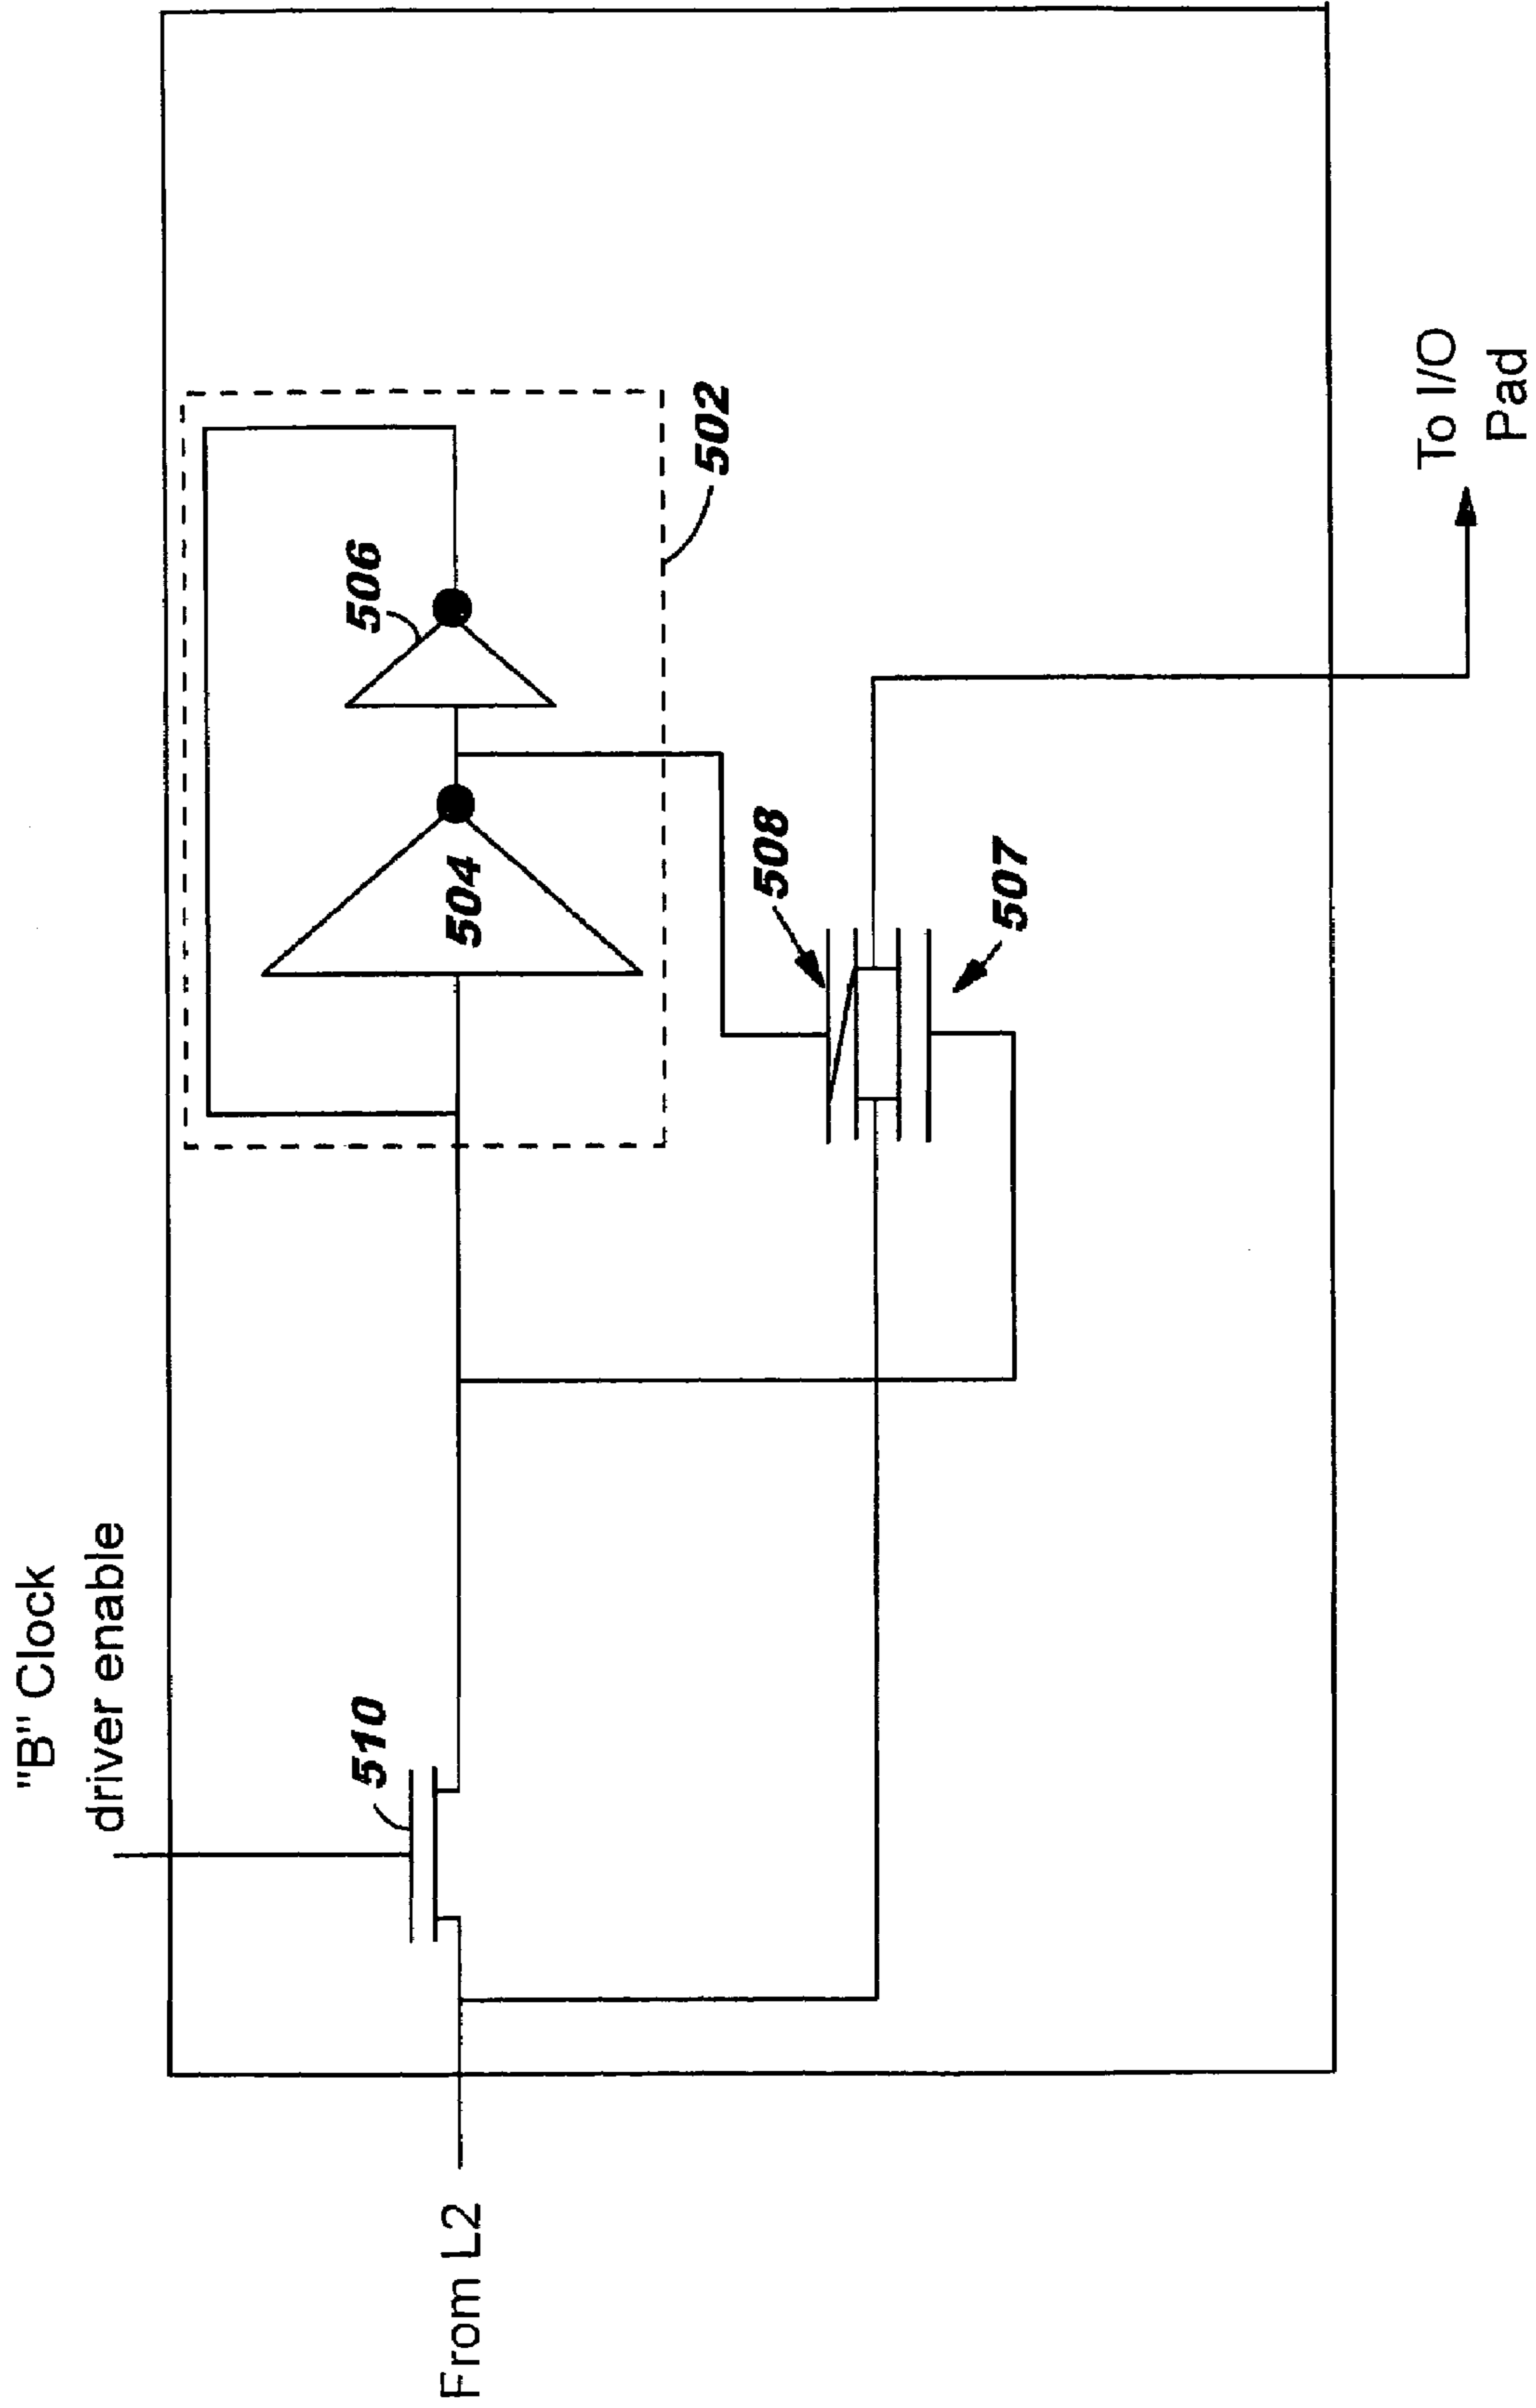 "B" Clock
driver enable
510
506
504
502
508
507
From L2
To I/O
Pad